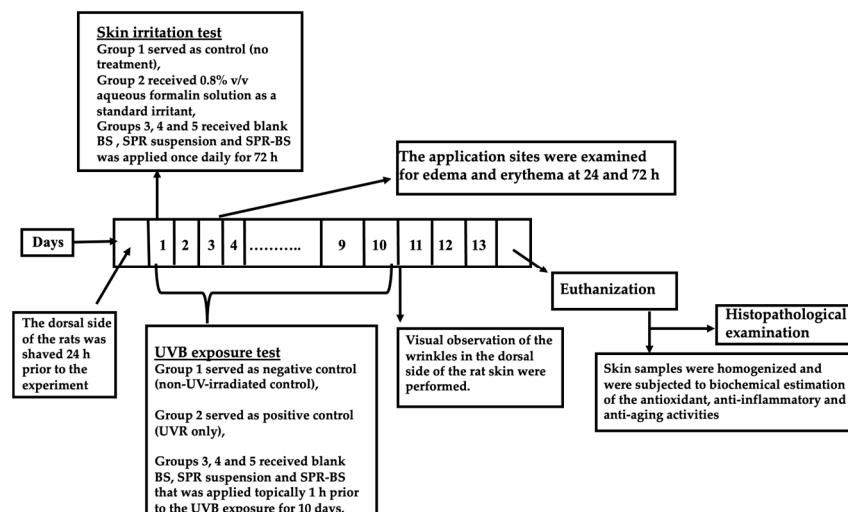 Skin irritation test
Group 1 served as control (no
treatment),
Group 2 received 0.8% v/v
aqueous formalin solution as a
standard irritant,
Groups 3, 4 and 5 received blank
BS , SPR suspension and SPR-BS
was applied once daily for 72 h
The application sites were examined
for edema and erythema at 24 and 72 h
Days
1 2 3 4 ……….. 9 10 11 12 13
The dorsal side
of the rats was
shaved 24 h
prior to the
experiment
UVB exposure test
Group 1 served as negative control
(non-UV-irradiated control),
Group 2 served as positive control
(UVR only),
Groups 3, 4 and 5 received blank
BS, SPR suspension and SPR-BS
that was applied topically 1 h prior
to the UVB exposure for 10 days.
Visual observation of the
wrinkles in the dorsal
side of the rat skin were
performed.
Euthanization
Histopathological
examination
Skin samples were homogenized and
were subjected to biochemical estimation
of the antioxidant, anti-inflammatory and
anti-aging activities